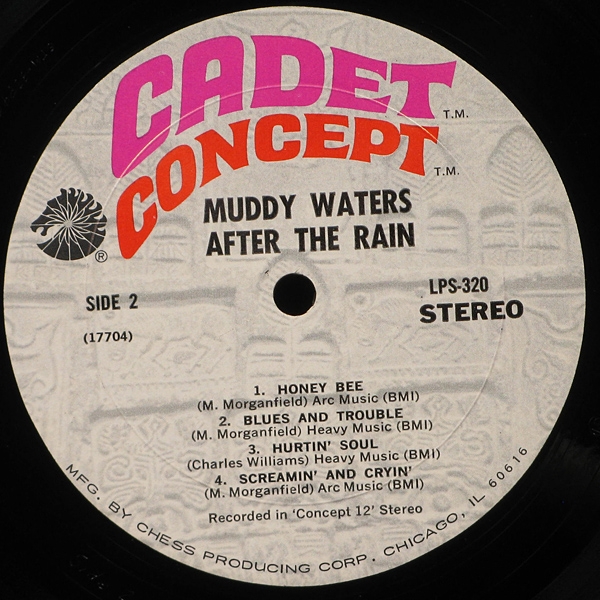 CADET T.M.
CONCEPT T.M.
MUDDY WATERS
AFTER THE RAIN
®
SIDE 2
LPS-320
(17704)
STEREO
1. HONEY BEE
(M. Morganfield) Arc Music (BMI)
2. BLUES AND TROUBLE
(M. Morganfield) Heavy Music (BMI)
3. HURTIN' SOUL
(Charles Williams) Heavy Music (BMI)
4. SCREAMIN' AND CRYIN'
(M. Morganfield) Arc Music (BMI)
Recorded in 'Concept 12' Stereo
MFG. BY CHESS PRODUCING CORP. CHICAGO, IL 60616